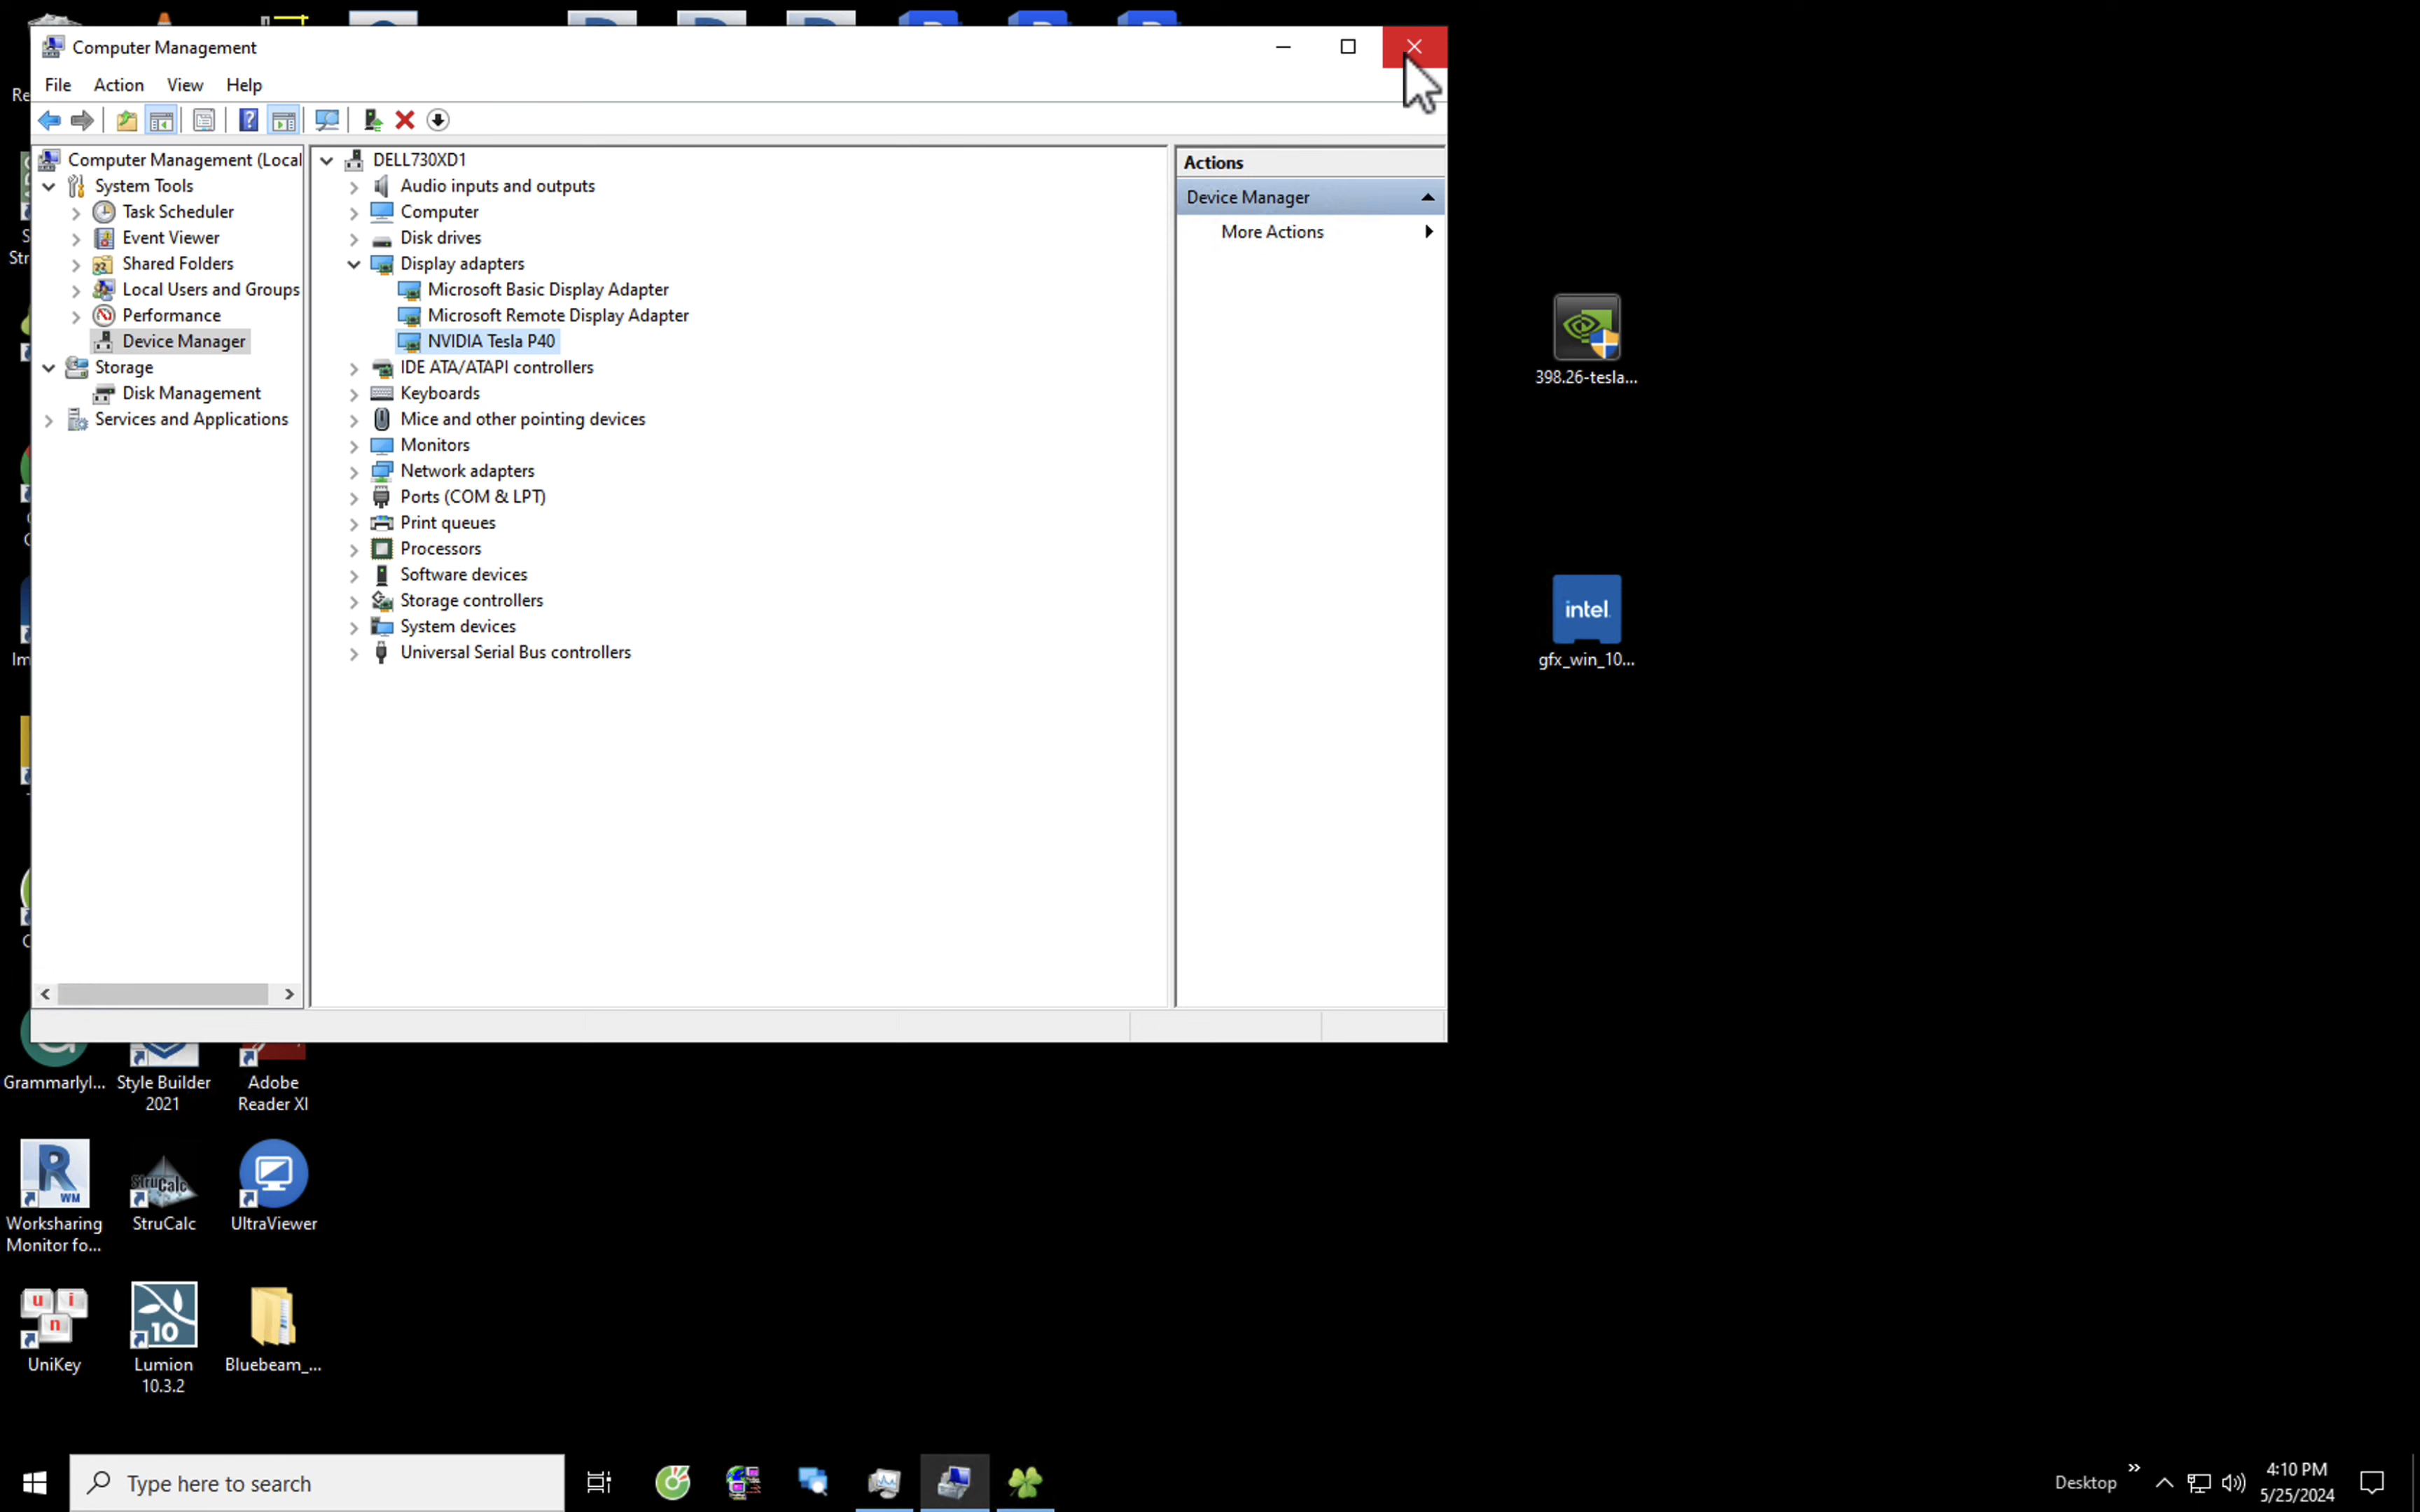 Computer Management
File Action View Help
Computer Management (Local
System Tools
Task Scheduler
Event Viewer
Shared Folders
Local Users and Groups
Performance
Device Manager
Storage
Disk Management
Services and Applications
DELL730XD1
Audio inputs and outputs
Computer
Disk drives
Display adapters
Microsoft Basic Display Adapter
Microsoft Remote Display Adapter
NVIDIA Tesla P40
IDE ATA/ATAPI controllers
Keyboards
Mice and other pointing devices
Monitors
Network adapters
Ports (COM & LPT)
Print queues
Processors
Software devices
Storage controllers
System devices
Universal Serial Bus controllers
Actions
Device Manager
More Actions
398.26-tesla...
intel
gfx_win_10...
Grammarlyl...
Style Builder
2021
Adobe
Reader XI
R
WM
Worksharing
Monitor fo...
StruCalc
StruCalc
UltraViewer
u i
n
UniKey
10
Lumion
10.3.2
Bluebeam_...
Type here to search
Desktop
4:10 PM
5/25/2024